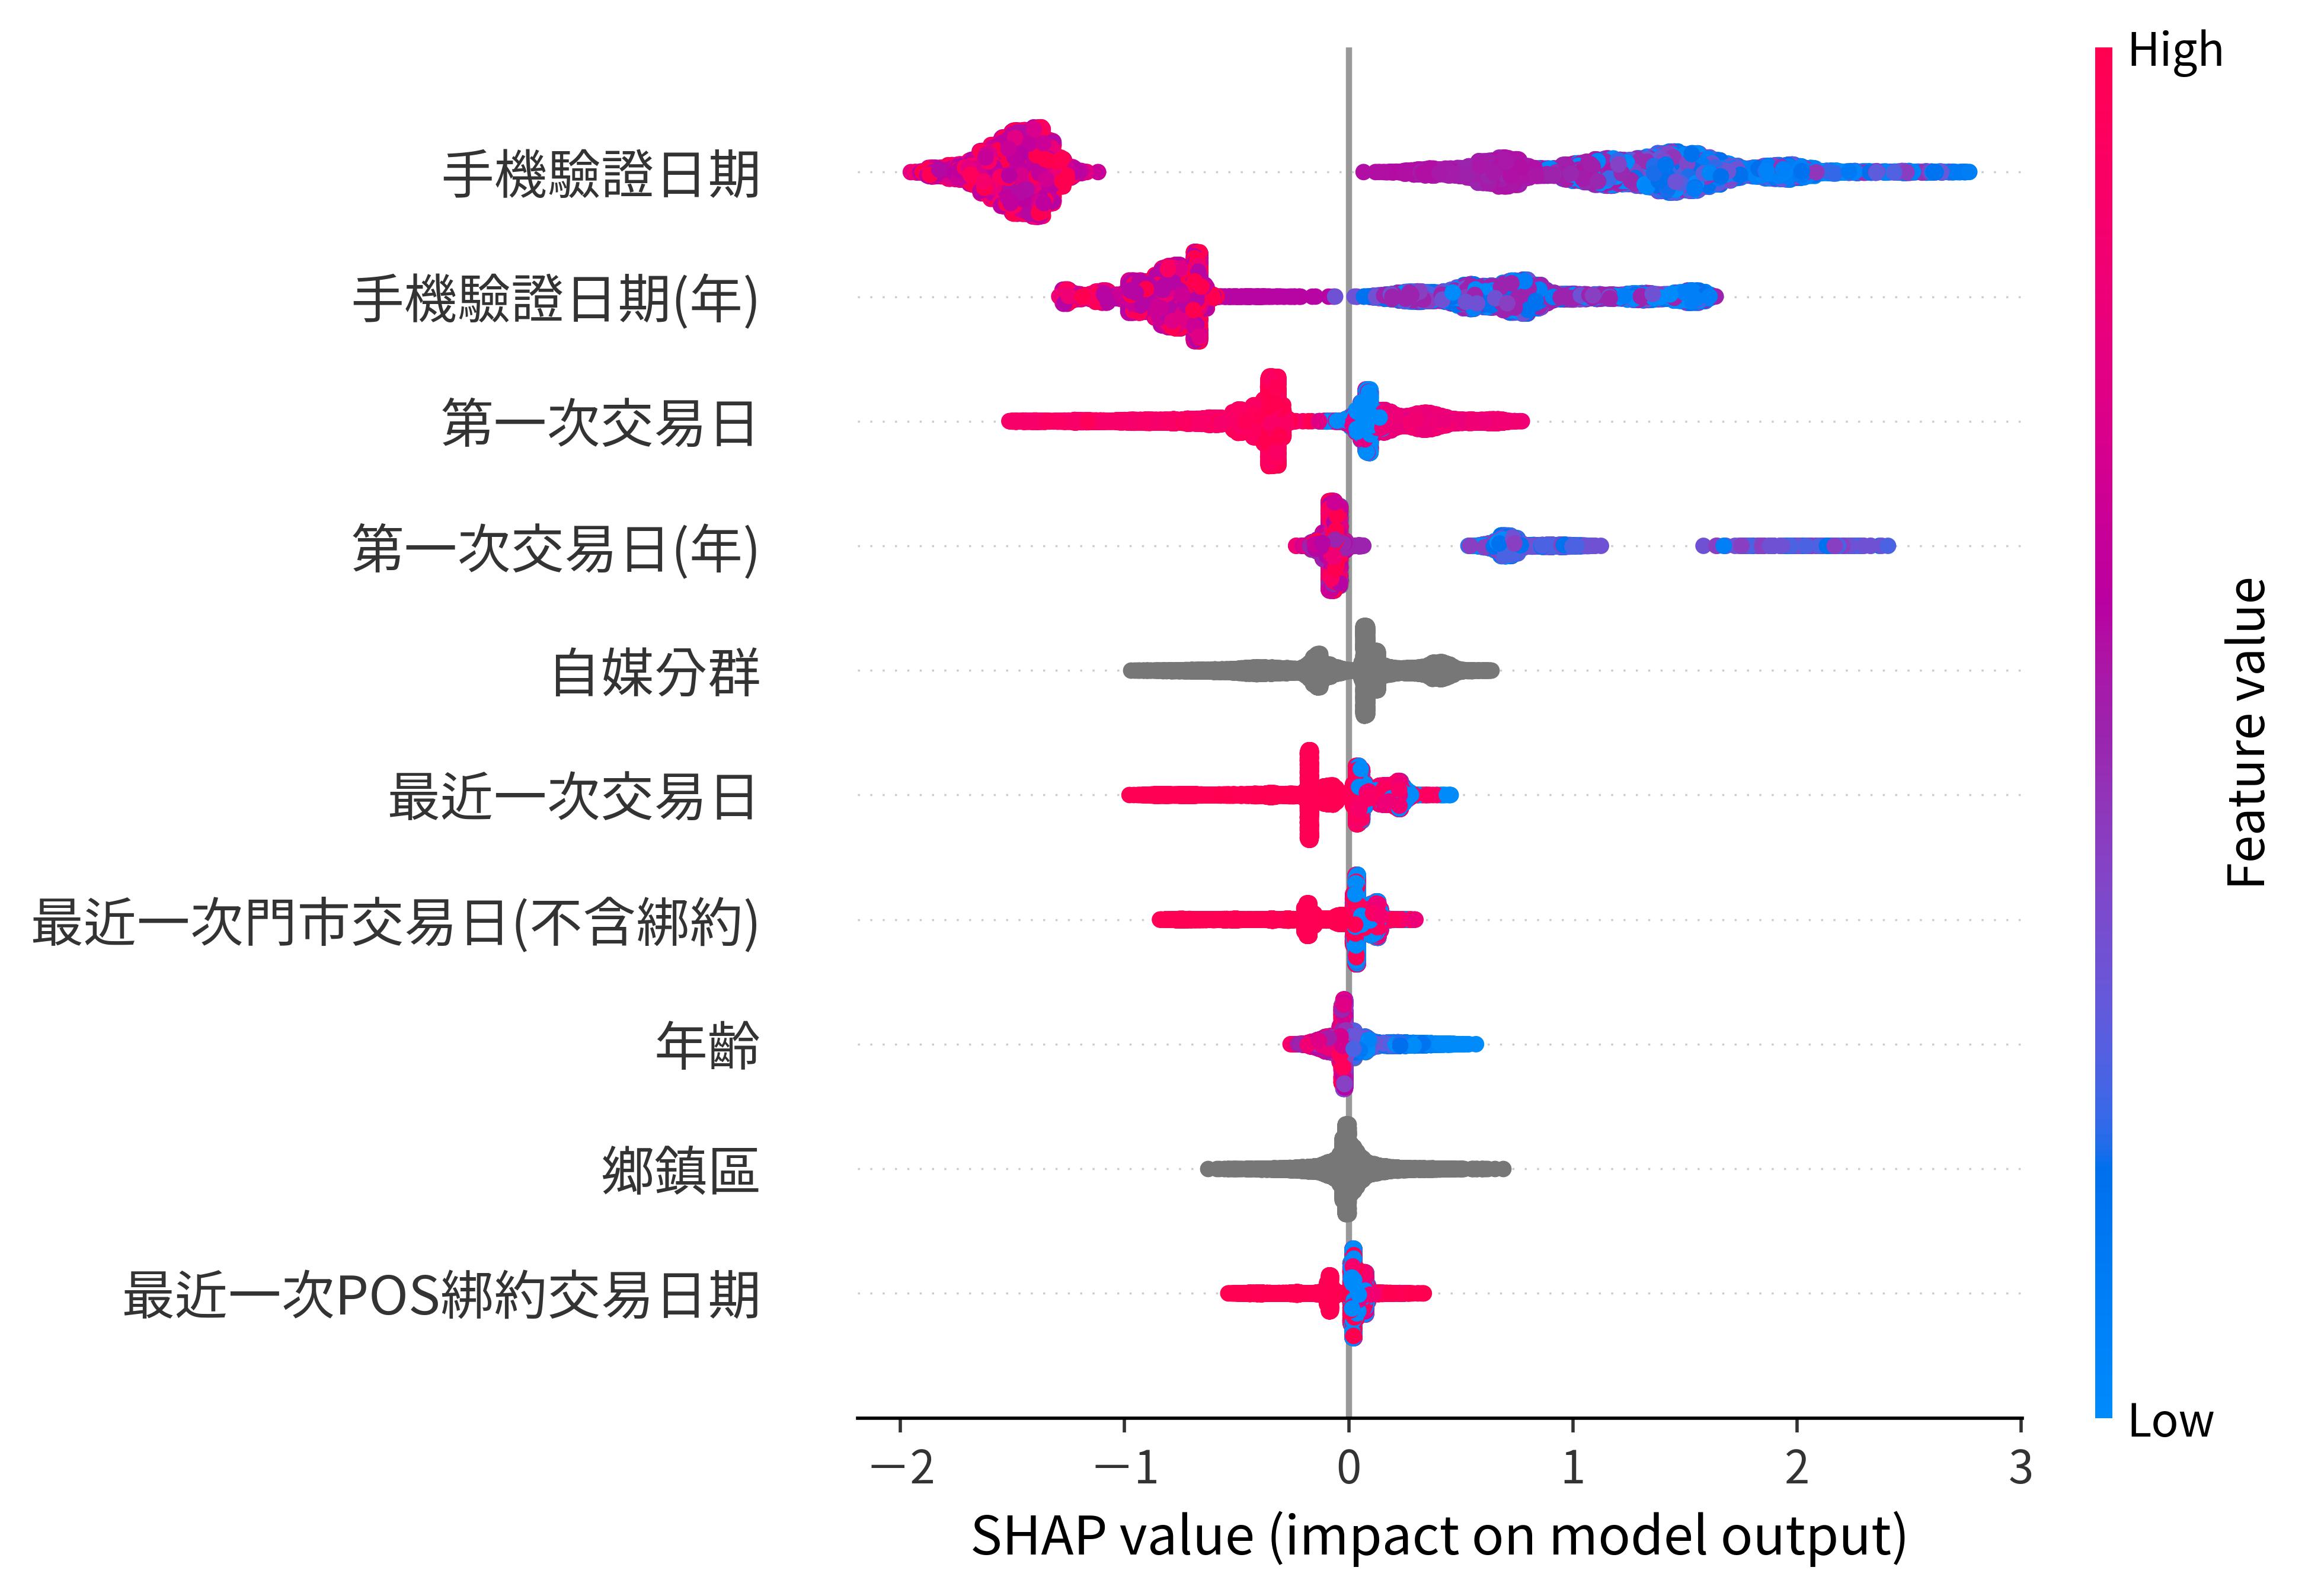 High
手機驗證日期
手機驗證日期(年)
第一次交易日
第一次交易日(年)
自媒分群
最近一次交易日
最近一次門市交易日(不含綁約)
年齡
鄉鎮區
最近一次POS綁約交易日期
Feature value
Low
−2 −1 0 1 2 3
SHAP value (impact on model output)